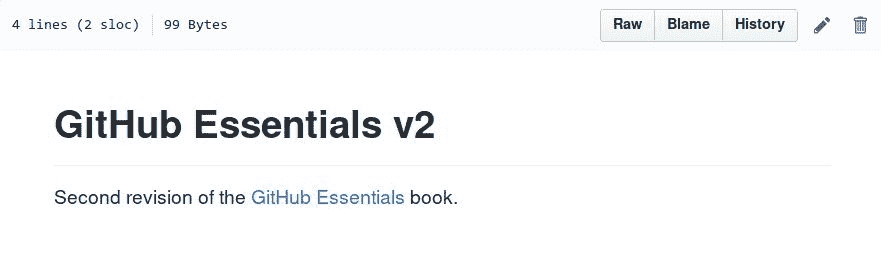 4 lines (2 sloc) 99 Bytes Raw Blame History
GitHub Essentials v2
Second revision of the GitHub Essentials book.